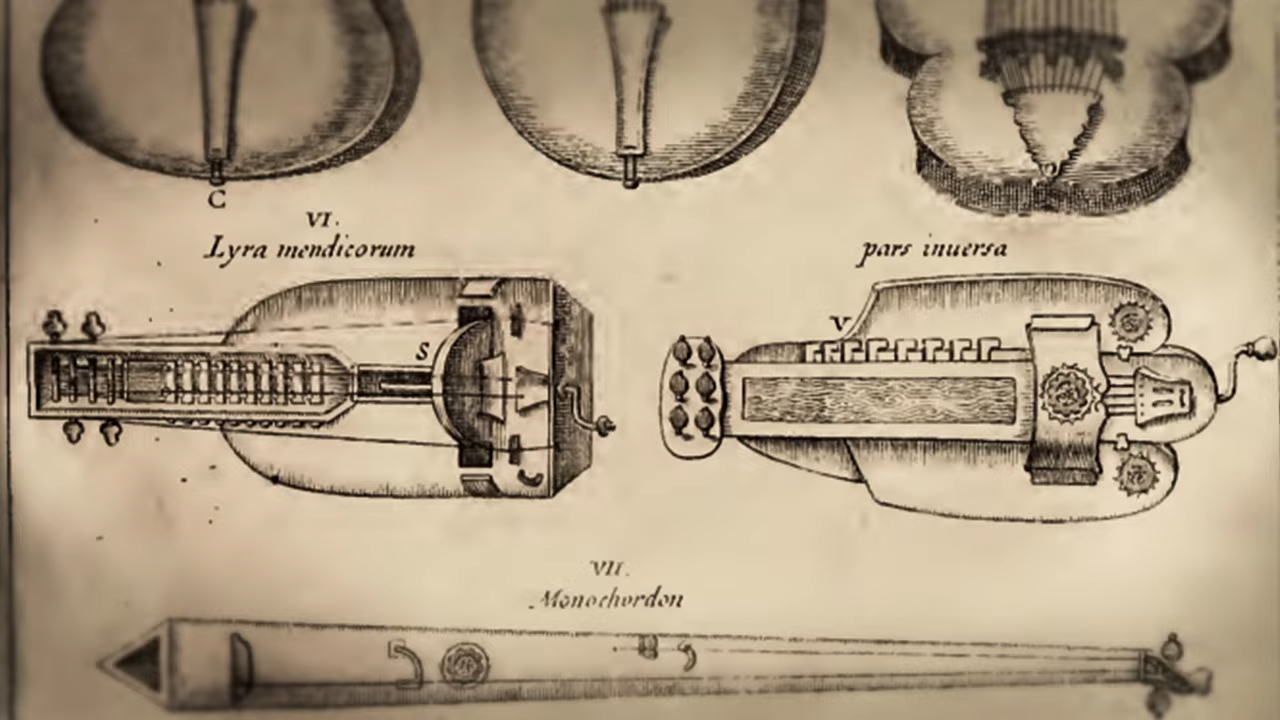 C
VI.
Lyra mendicorum
pars inuersa
S
V
VII.
Monochordon